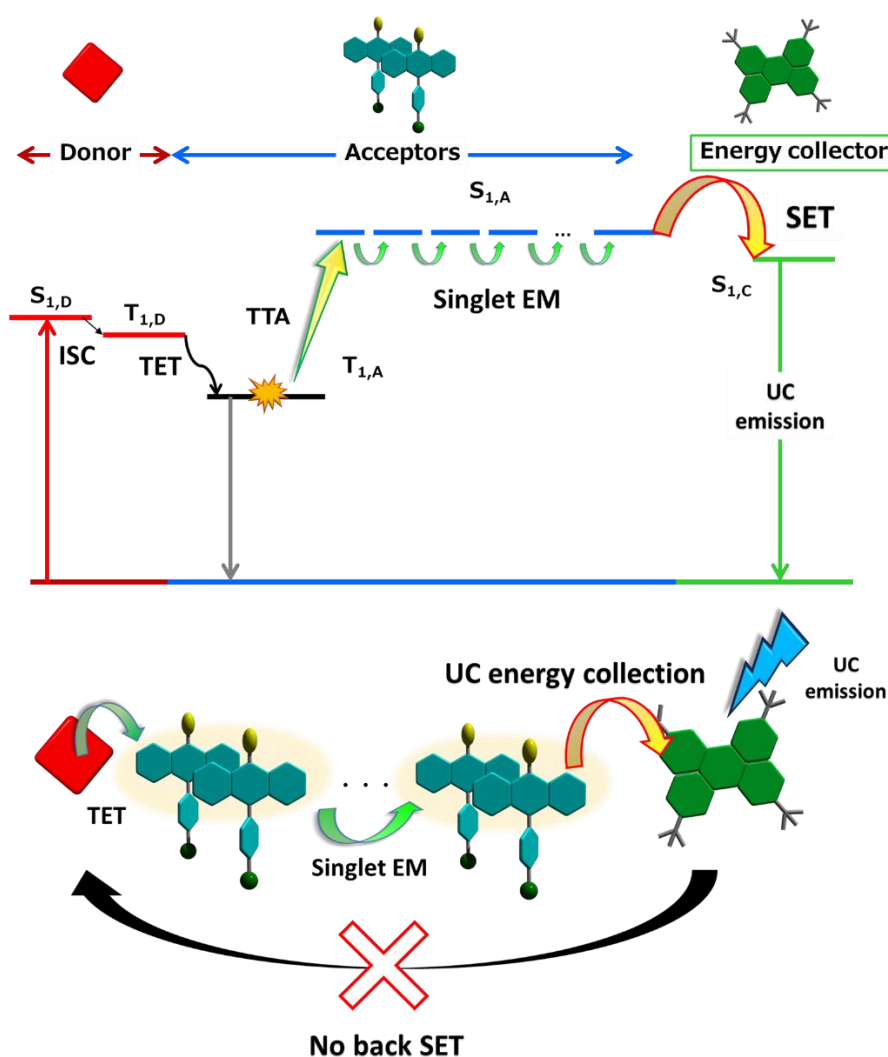 Donor
Acceptors
Energy collector
S1,A
SET
...
S1,D
T1,D
TTA
Singlet EM
S1,C
ISC
TET
T1,A
UC
emission
UC energy collection
UC
emission
. . .
TET
Singlet EM
No back SET